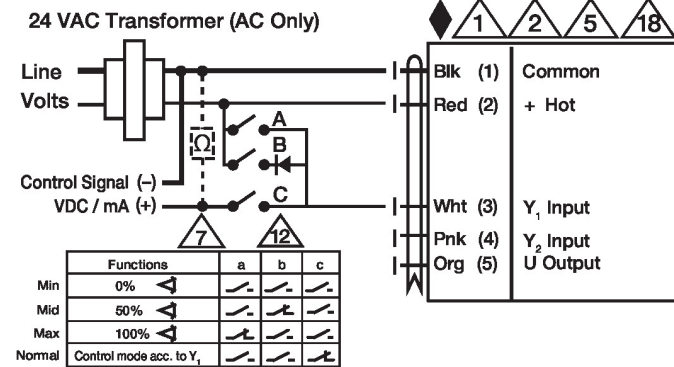 24 VAC Transformer (AC Only)
1 2 5 18
Line
Volts
Blk (1) Common
Red (2) + Hot
A
B
C
Ω
Control Signal (–)
VDC / mA (+)
Wht (3) Y1 Input
Pnk (4) Y2 Input
Org (5) U Output
7
12
Functions a b c
Min 0%
Mid 50%
Max 100%
Normal Control mode acc. to Y1